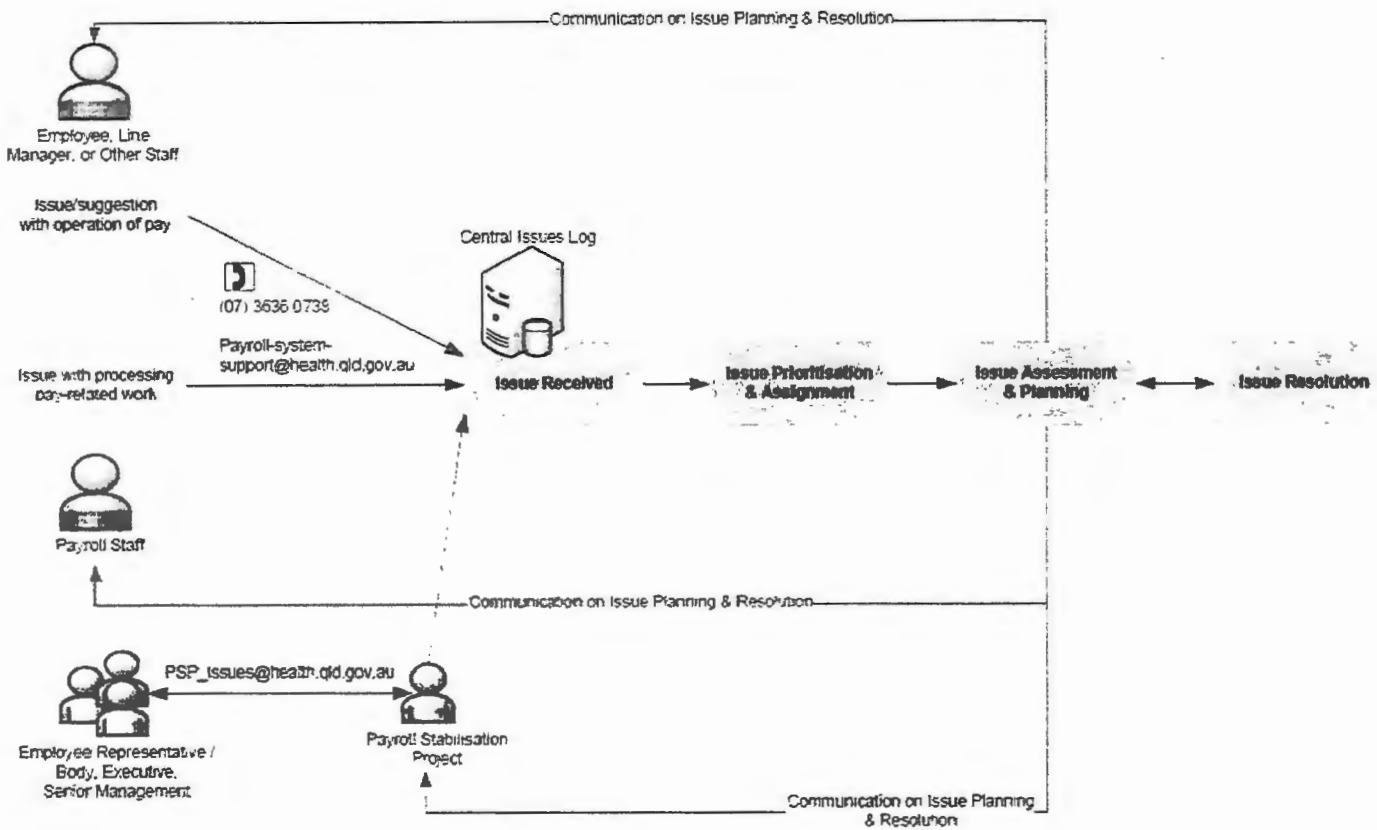 Communication on Issue Planning & Resolution
Employee, Line
Manager, or Other Staff
Issue/suggestion
with operation of pay
Central Issues Log
(07) 3636 0738
Payroll-system-
support@health.qld.gov.au
Issue with processing
pay-related work
Issue Received
Issue Prioritisation
& Assignment
Issue Assessment
& Planning
Issue Resolution
Payroll Staff
Communication on Issue Planning & Resolution
PSP_Issues@health.qld.gov.au
Employee Representative /
Body, Executive,
Senior Management
Payroll Stabilisation
Project
Communication on Issue Planning
& Resolution